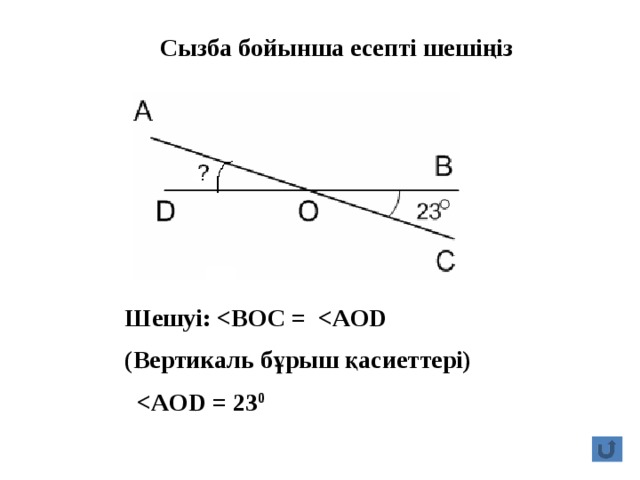 Сызба бойынша есепті шешіңіз
A
?
B
D
O
23°
C
Шешуі: <BOC = <AOD
(Вертикаль бұрыш қасиеттері)
<AOD = 23⁰